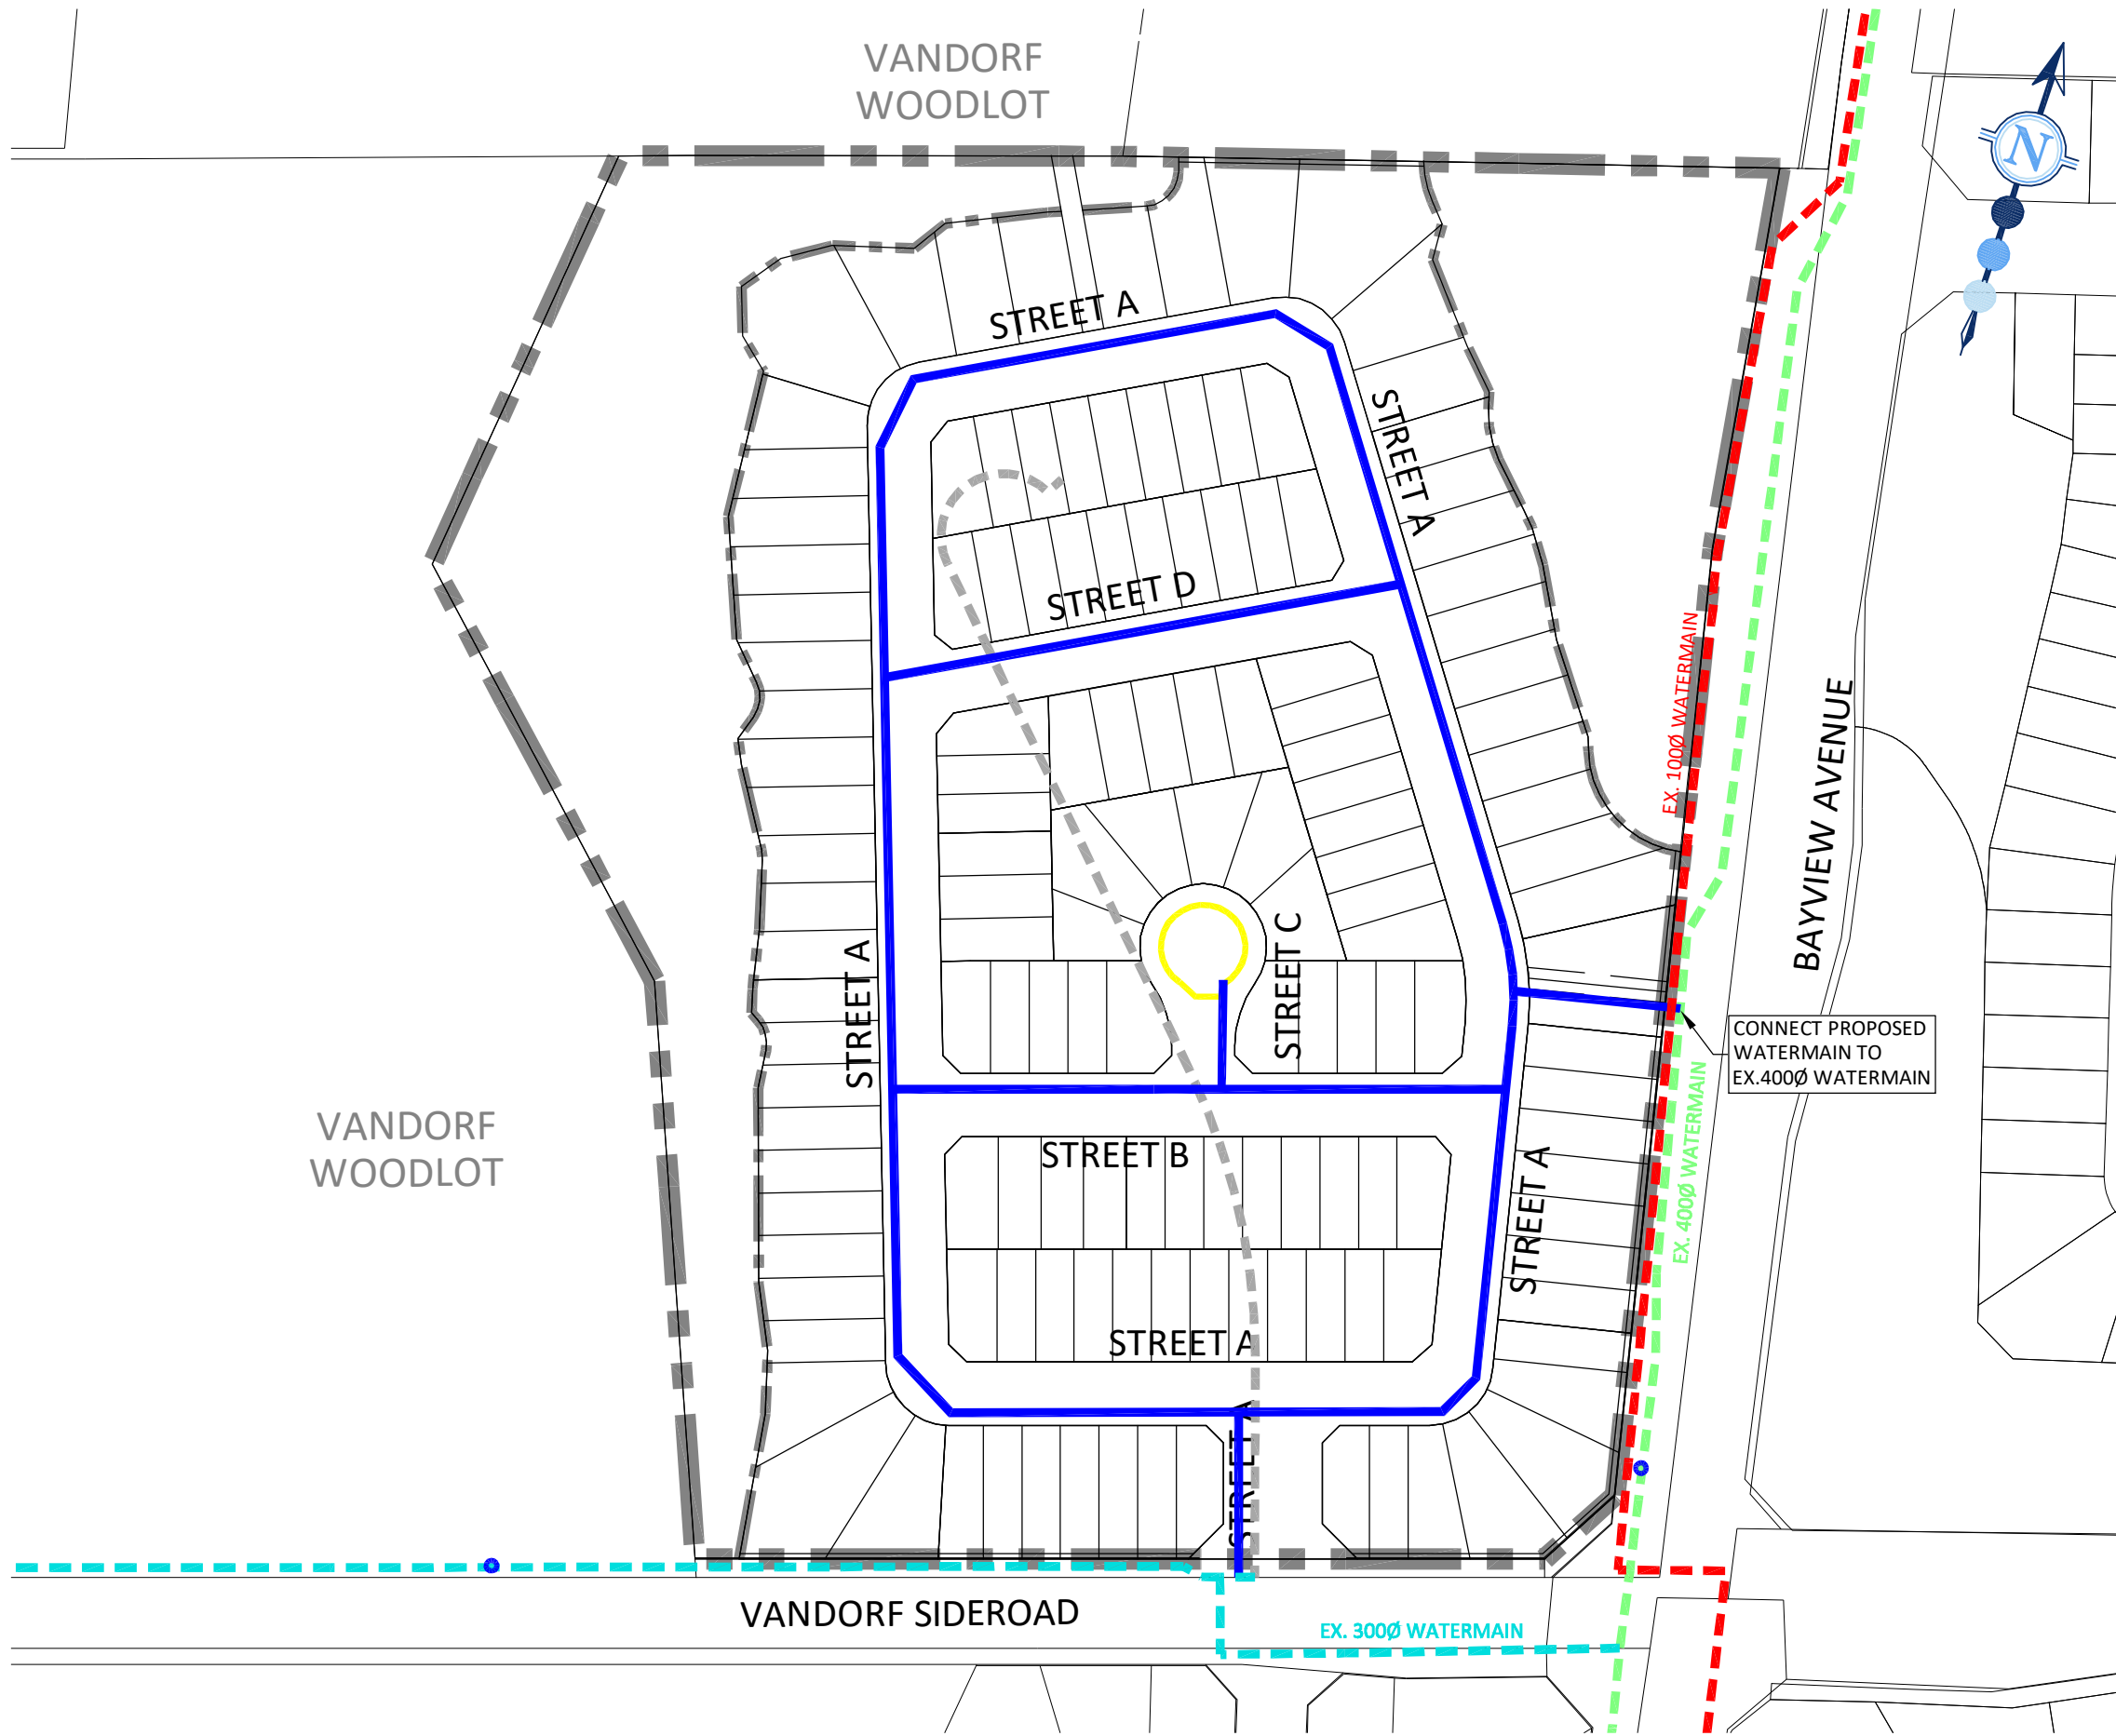 VANDORF
WOODLOT
N
STREET A
STREET A
STREET D
EX. 100Ø WATERMAIN
BAYVIEW AVENUE
STREET C
STREET A
CONNECT PROPOSED
WATERMAIN TO
EX.400Ø WATERMAIN
EX. 400Ø WATERMAIN
VANDORF
WOODLOT
STREET B
STREET A
STREET A
STREET A
VANDORF SIDEROAD
EX. 300Ø WATERMAIN